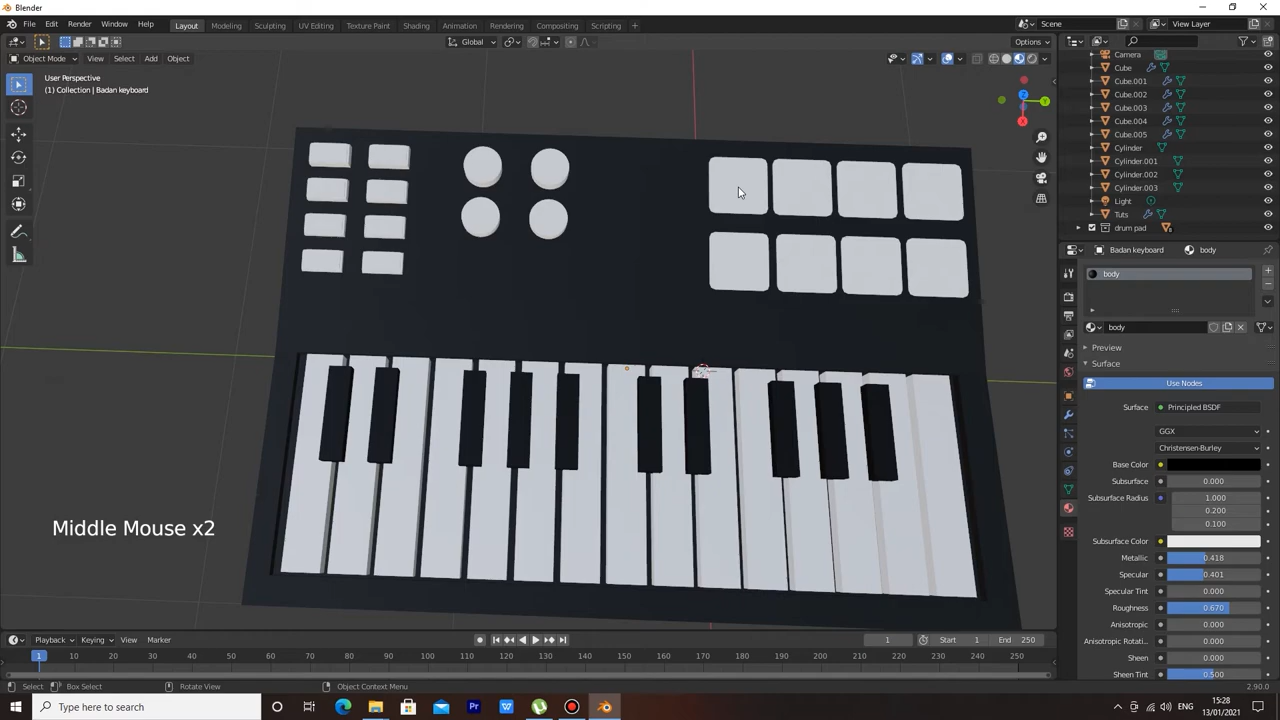 Blender
File Edit Render Window Help
Layout Modeling Sculpting UV Editing Texture Paint Shading Animation Rendering Compositing Scripting +
Scene
View Layer
Global
Options
Object Mode View Select Add Object
User Perspective
(1) Collection | Badan keyboard
Z
Y
X
Camera
Cube
Cube.001
Cube.002
Cube.003
Cube.004
Cube.005
Cylinder
Cylinder.001
Cylinder.002
Cylinder.003
Light
Tuts
drum pad
Badan keyboard > body
body
body
Preview
Surface
Use Nodes
Surface Principled BSDF
GGX
Christensen-Burley
Base Color
Subsurface 0.000
Subsurface Radius 1.000
0.200
0.100
Subsurface Color
Metallic 0.418
Specular 0.401
Specular Tint 0.000
Roughness 0.670
Anisotropic 0.000
Anisotropic Rotati.. 0.000
Sheen 0.000
Sheen Tint 0.500
Middle Mouse x2
Playback Keying View Marker
1
Start 1
End 250
1 10 20 30 40 50 60 70 80 90 100 110 120 130 140 150 160 170 180 190 200 210 220 230 240 250
Select Box Select Rotate View Object Context Menu
2.90.0
Type here to search
15:28
13/01/2021